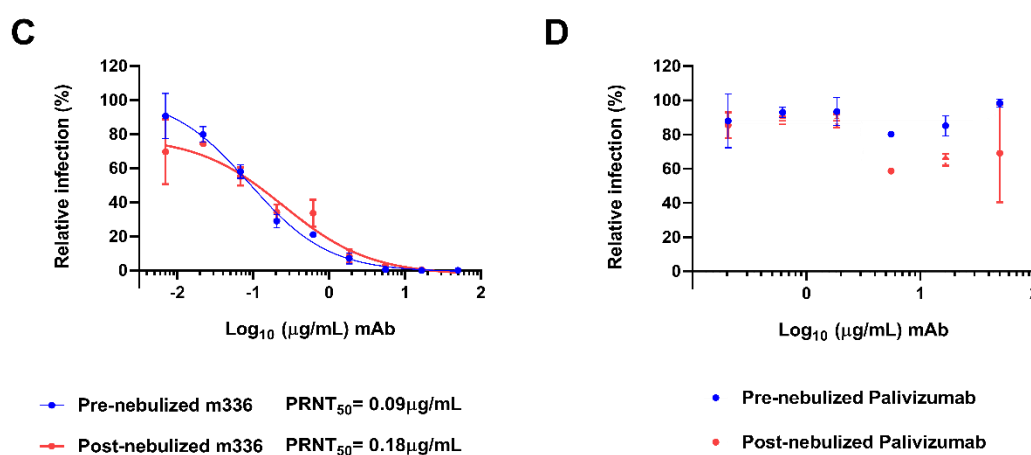 C
D
Relative infection (%)
120
100
80
60
40
20
0
-2
-1
0
1
2
Log10 (μg/mL) mAb
Relative infection (%)
120
100
80
60
40
20
0
0
1
2
Log10 (μg/mL) mAb
Pre-nebulized m336 PRNT50= 0.09μg/mL
Post-nebulized m336 PRNT50= 0.18μg/mL
Pre-nebulized Palivizumab
Post-nebulized Palivizumab